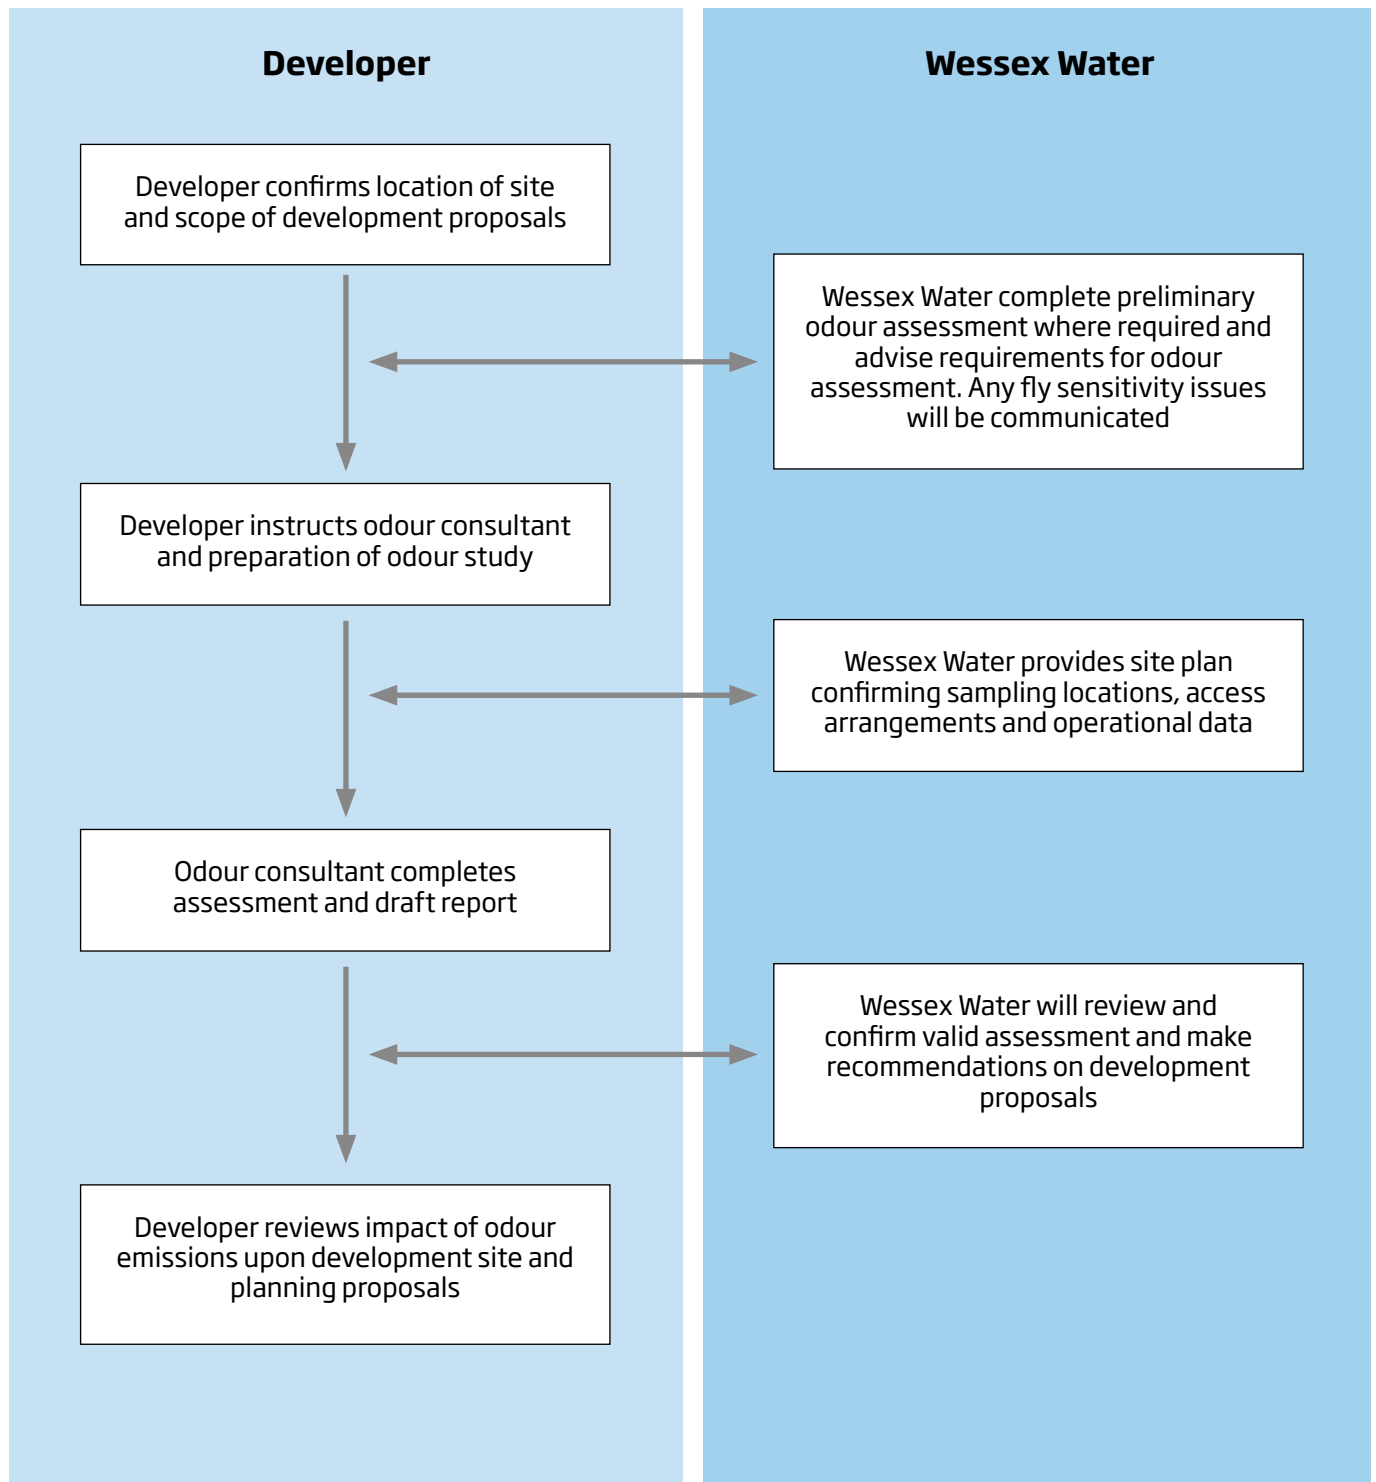 Developer
Wessex Water
Developer confirms location of site
and scope of development proposals
Wessex Water complete preliminary
odour assessment where required and
advise requirements for odour
assessment. Any fly sensitivity issues
will be communicated
Developer instructs odour consultant
and preparation of odour study
Wessex Water provides site plan
confirming sampling locations, access
arrangements and operational data
Odour consultant completes
assessment and draft report
Wessex Water will review and
confirm valid assessment and make
recommendations on development
proposals
Developer reviews impact of odour
emissions upon development site and
planning proposals